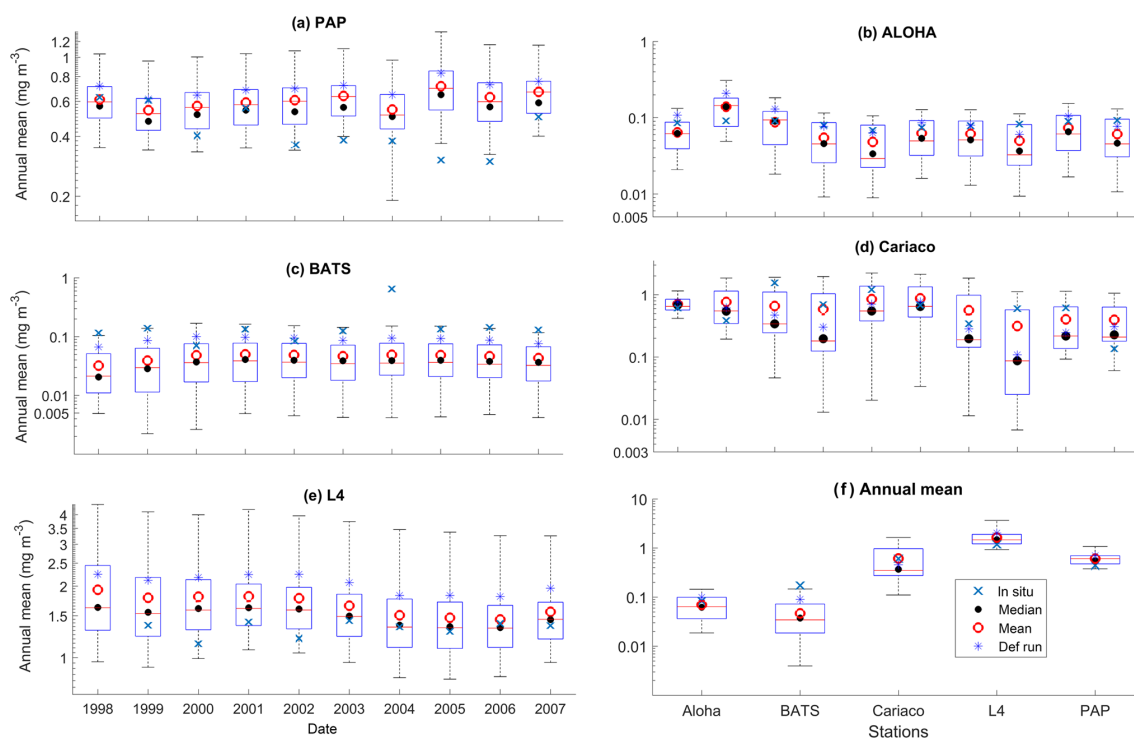 (a) PAP
Annual mean (mg m⁻³)
1.2
1
0.8
0.6
0.4
0.2
(b) ALOHA
1
0.1
0.01
0.005
(c) BATS
Annual mean (mg m⁻³)
1
0.1
0.01
0.005
(d) Cariaco
1
0.1
0.01
0.003
(e) L4
Annual mean (mg m⁻³)
4
3.5
3
2.5
2
1.5
1
1998 1999 2000 2001 2002 2003 2004 2005 2006 2007
Date
(f) Annual mean
10
1
0.1
0.01
In situ
Median
Mean
Def run
Aloha BATS Cariaco L4 PAP
Stations